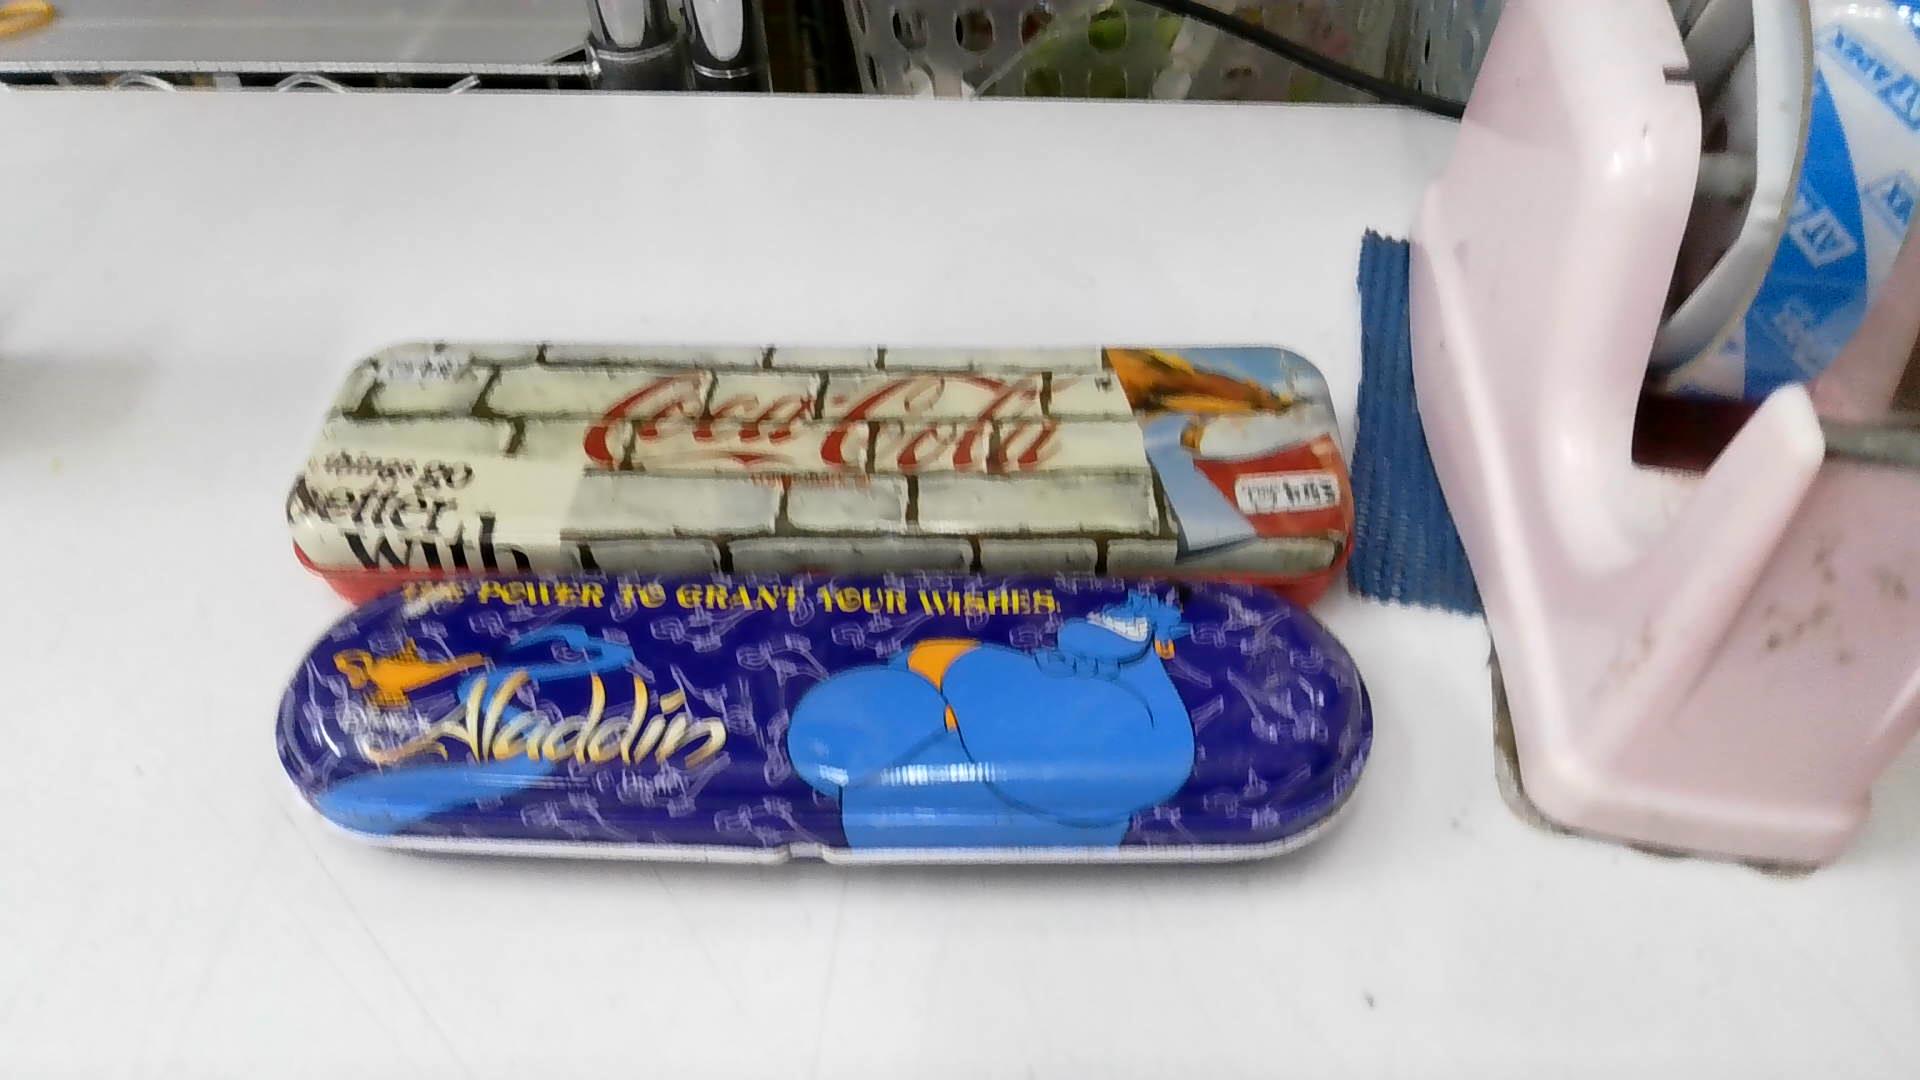 Coca-Cola
things go
better
with
THE POWER TO GRANT YOUR WISHES
Aladdin